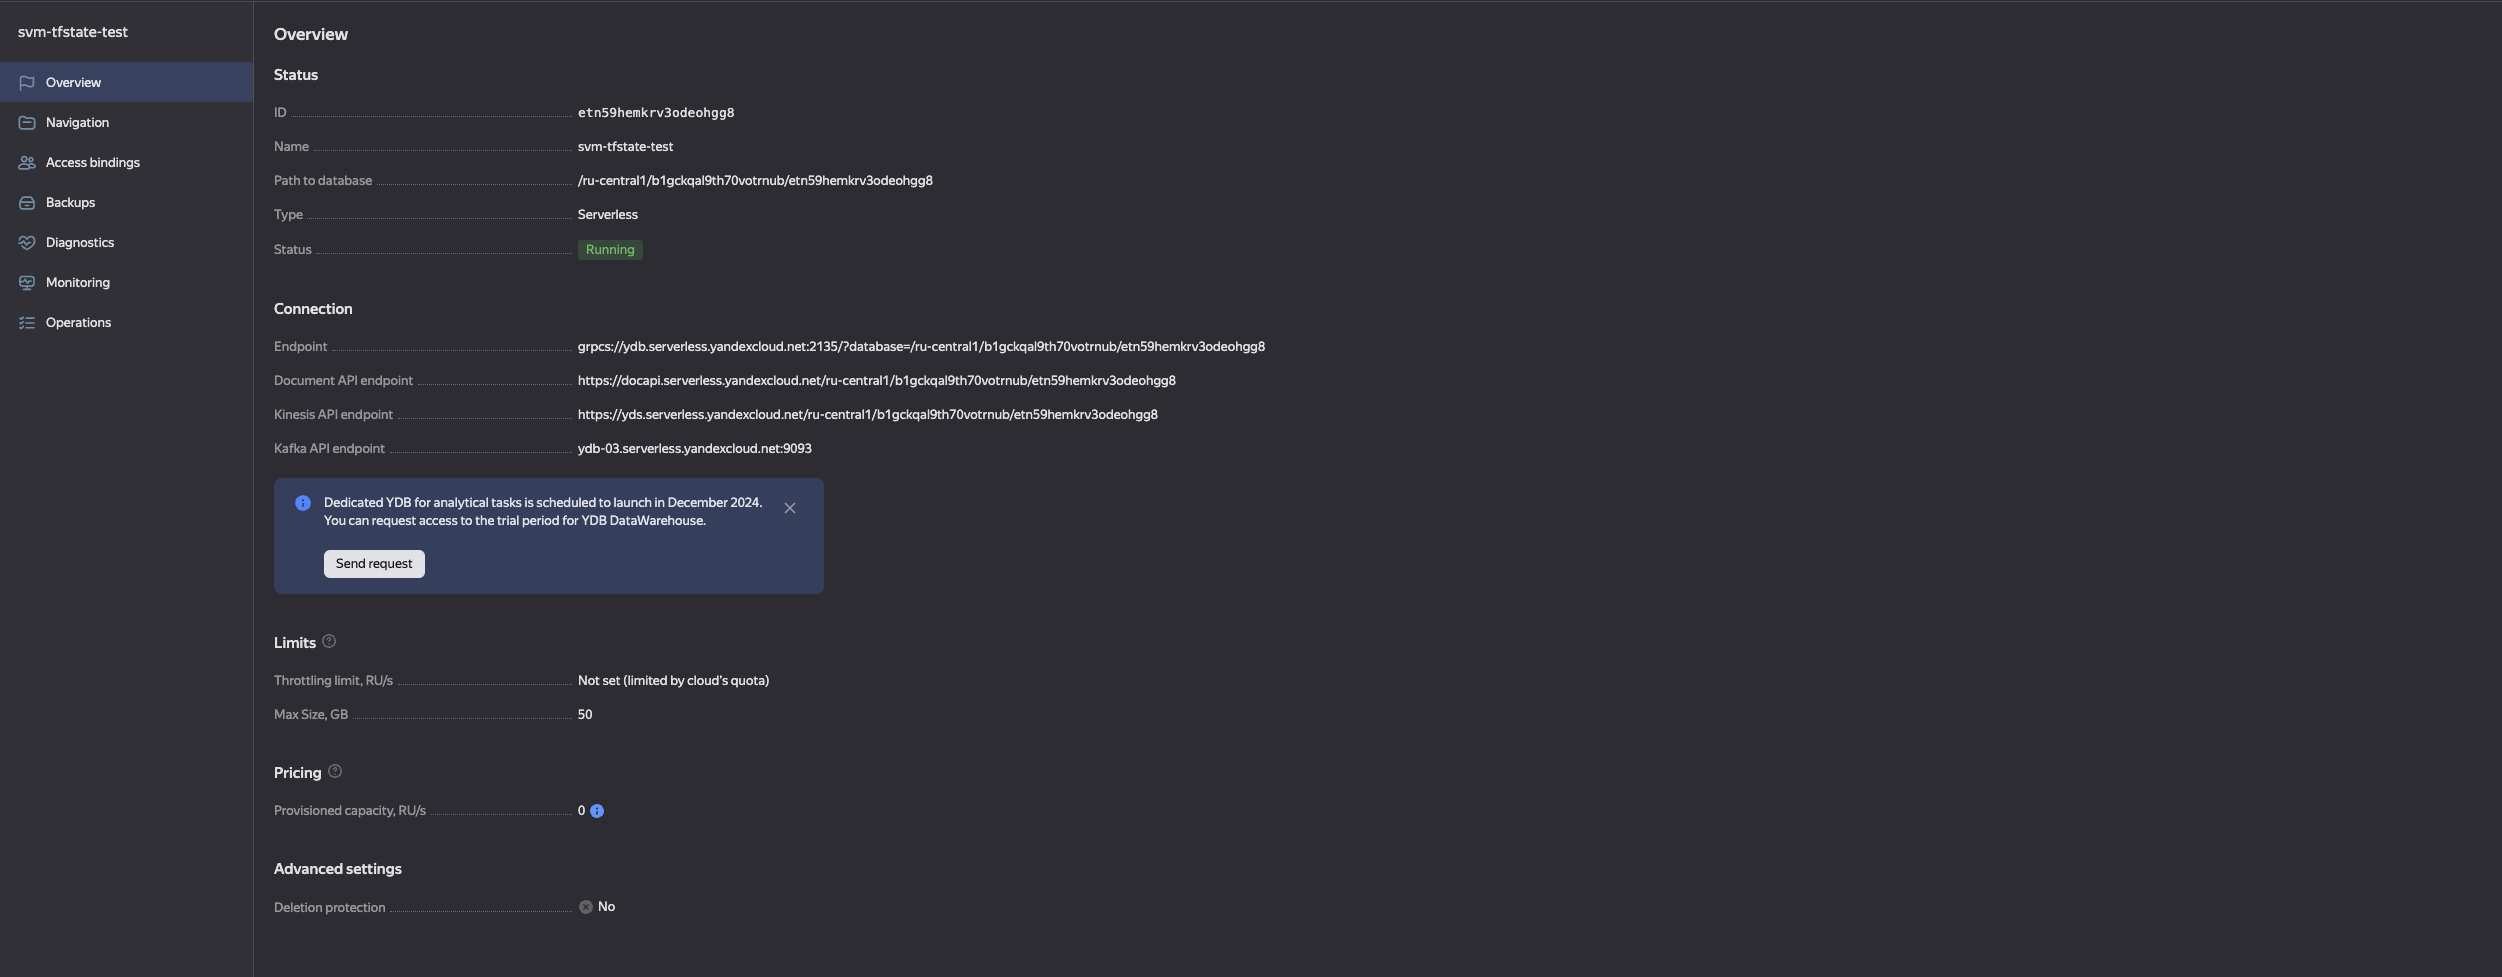 svm-tfstate-test
Overview
Navigation
Access bindings
Backups
Diagnostics
Monitoring
Operations
Overview
Status
ID etn59hemkrv3odeohgg8
Name svm-tfstate-test
Path to database /ru-central1/b1gckqal9th70votrnub/etn59hemkrv3odeohgg8
Type Serverless
Status Running
Connection
Endpoint grpcs://ydb.serverless.yandexcloud.net:2135/?database=/ru-central1/b1gckqal9th70votrnub/etn59hemkrv3odeohgg8
Document API endpoint https://docapi.serverless.yandexcloud.net/ru-central1/b1gckqal9th70votrnub/etn59hemkrv3odeohgg8
Kinesis API endpoint https://yds.serverless.yandexcloud.net/ru-central1/b1gckqal9th70votrnub/etn59hemkrv3odeohgg8
Kafka API endpoint ydb-03.serverless.yandexcloud.net:9093
Dedicated YDB for analytical tasks is scheduled to launch in December 2024.
You can request access to the trial period for YDB DataWarehouse.
Send request
Limits
Throttling limit, RU/s Not set (limited by cloud's quota)
Max Size, GB 50
Pricing
Provisioned capacity, RU/s 0
Advanced settings
Deletion protection No